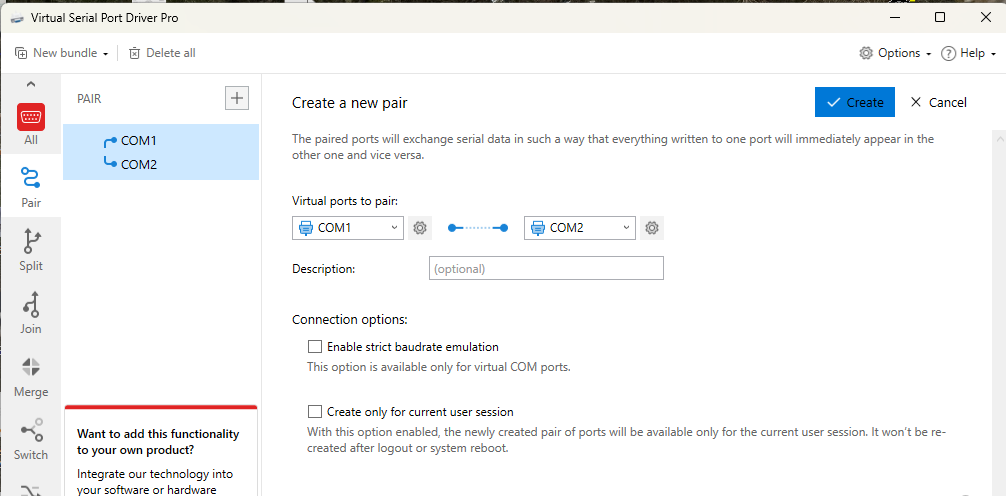 Virtual Serial Port Driver Pro
New bundle
Delete all
Options
Help
All
Pair
Split
Join
Merge
Switch
PAIR
COM1
COM2
Want to add this functionality
to your own product?
Integrate our technology into
your software or hardware
Create a new pair
Create
Cancel
The paired ports will exchange serial data in such a way that everything written to one port will immediately appear in the
other one and vice versa.
Virtual ports to pair:
COM1
COM2
Description:
(optional)
Connection options:
Enable strict baudrate emulation
This option is available only for virtual COM ports.
Create only for current user session
With this option enabled, the newly created pair of ports will be available only for the current user session. It won't be re-
created after logout or system reboot.